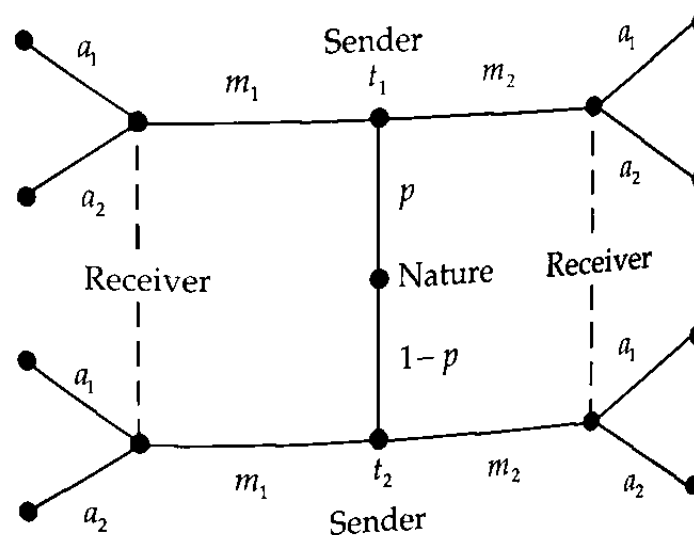 Sender
a₁
m₁
t₁
m₂
a₁
a₂
p
a₂
Receiver
Nature
Receiver
a₁
1−p
a₁
a₂
m₁
t₂
m₂
a₂
Sender